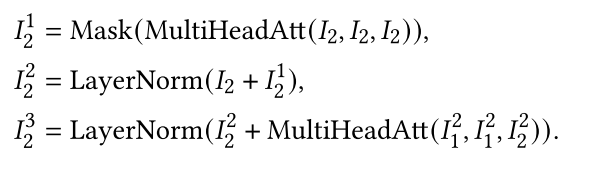 I_2^1 = Mask(MultiHeadAtt(I_2, I_2, I_2)),
I_2^2 = LayerNorm(I_2 + I_2^1),
I_2^3 = LayerNorm(I_2^2 + MultiHeadAtt(I_1^2, I_1^2, I_2^2)).